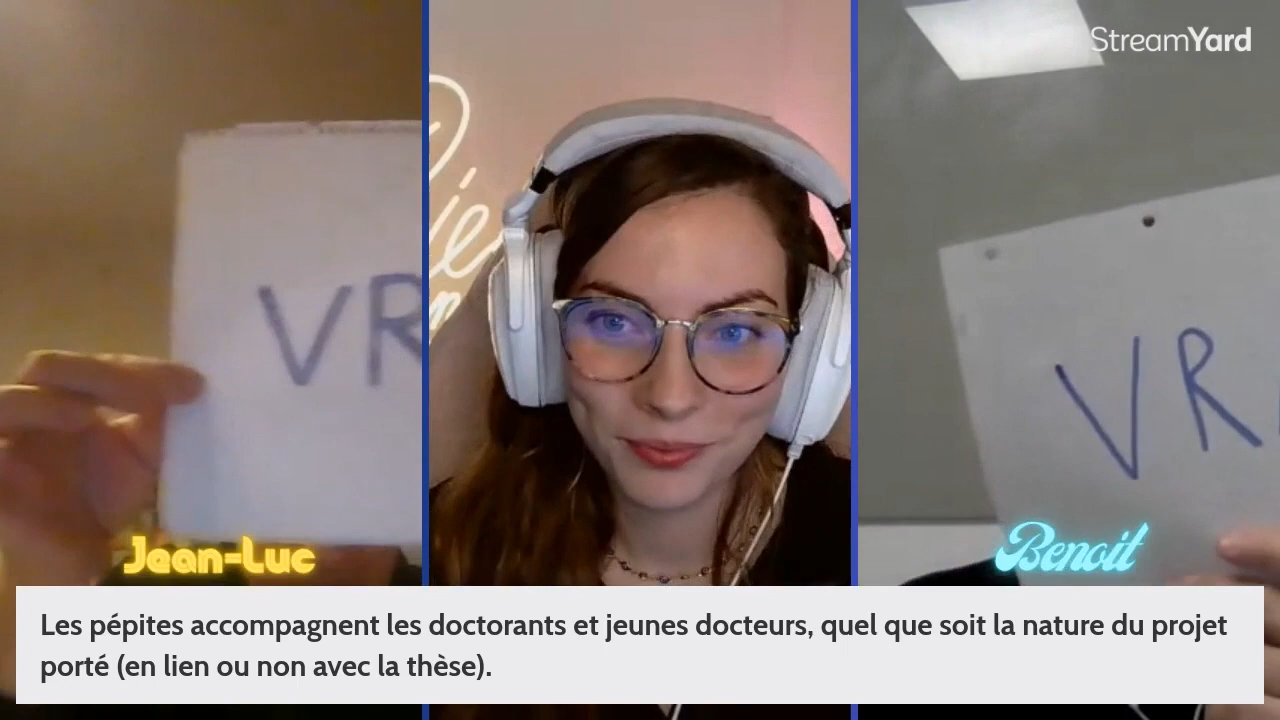 StreamYard
VR
VR
Jean-Luc
Benoit
Les pépites accompagnent les doctorants et jeunes docteurs, quel que soit la nature du projet
porté (en lien ou non avec la thèse).